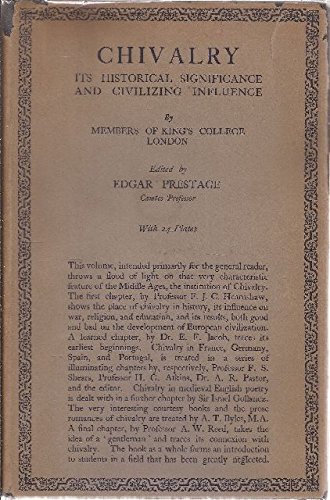 CHIVALRY
ITS HISTORICAL SIGNIFICANCE
AND CIVILIZING INFLUENCE
By
MEMBERS OF KING'S COLLEGE
LONDON
Edited by
EDGAR PRESTAGE
Camões Professor
With 24 Plates
This volume, intended primarily for the general reader,
throws a flood of light on that very characteristic
feature of the Middle Ages, the institution of Chivalry.
The first chapter, by Professor F. J. C. Hearnshaw,
shows the place of chivalry in history, its influence on
war, religion, and education, and its results, both good
and bad on the development of European civilization.
A learned chapter, by Dr. E. F. Jacob, traces its
earliest beginnings. Chivalry in France, Germany,
Spain, and Portugal, is treated in a series of
illuminating chapters by, respectively, Professor F. S.
Shears, Professor H. G. Atkins, Dr. A. R. Pastor,
and the editor. Chivalry in medieval English poetry
is dealt with in a further chapter by Sir Israel Gollancz.
The very interesting courtesy books and the prose
romances of chivalry are treated by A. T. Byles, M.A.
A final chapter, by Professor A. W. Reed, takes the
idea of a 'gentleman' and traces its connexion with
chivalry. The book as a whole forms an introduction
to students in a field that has been greatly neglected.